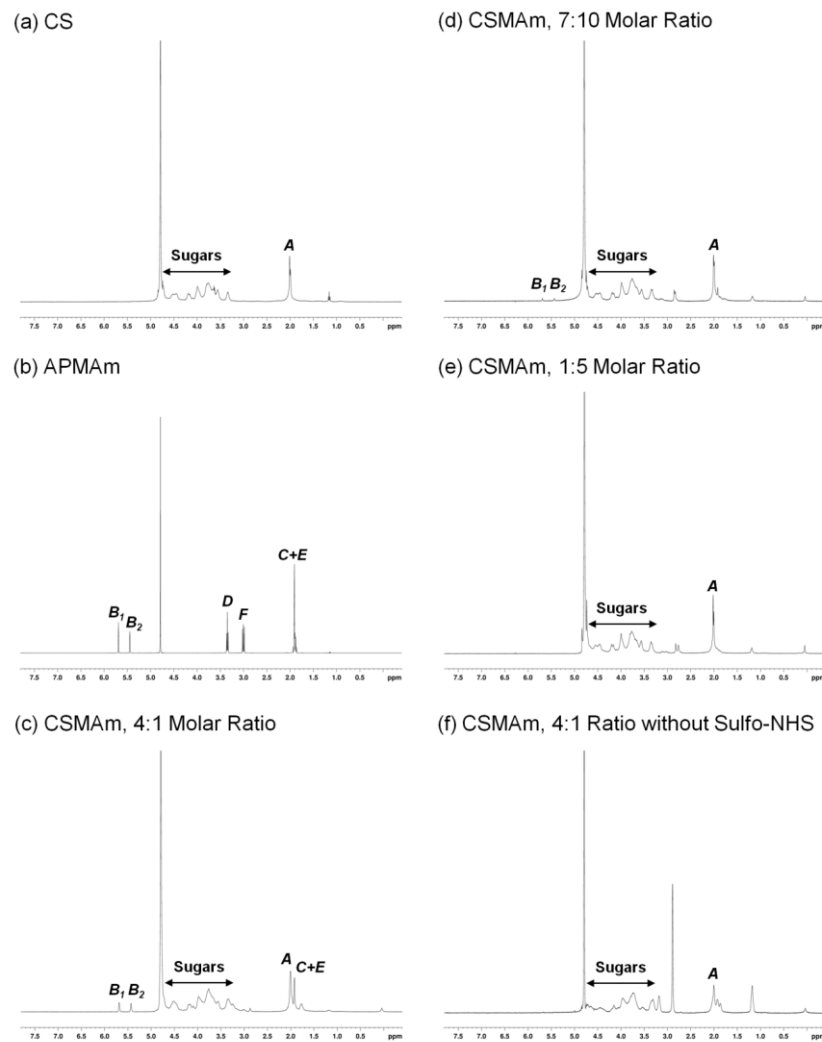 (a) CS
A
Sugars
7.5 7.0 6.5 6.0 5.5 5.0 4.5 4.0 3.5 3.0 2.5 2.0 1.5 1.0 0.5 ppm
(b) APMAm
C+E
B1
B2
D
F
7.5 7.0 6.5 6.0 5.5 5.0 4.5 4.0 3.5 3.0 2.5 2.0 1.5 1.0 0.5 ppm
(c) CSMAm, 4:1 Molar Ratio
A
C+E
Sugars
B1 B2
7.5 7.0 6.5 6.0 5.5 5.0 4.5 4.0 3.5 3.0 2.5 2.0 1.5 1.0 0.5 ppm
(d) CSMAm, 7:10 Molar Ratio
A
Sugars
B1 B2
7.5 7.0 6.5 6.0 5.5 5.0 4.5 4.0 3.5 3.0 2.5 2.0 1.5 1.0 0.5 ppm
(e) CSMAm, 1:5 Molar Ratio
A
Sugars
7.5 7.0 6.5 6.0 5.5 5.0 4.5 4.0 3.5 3.0 2.5 2.0 1.5 1.0 0.5 ppm
(f) CSMAm, 4:1 Ratio without Sulfo-NHS
Sugars
A
7.5 7.0 6.5 6.0 5.5 5.0 4.5 4.0 3.5 3.0 2.5 2.0 1.5 1.0 0.5 ppm